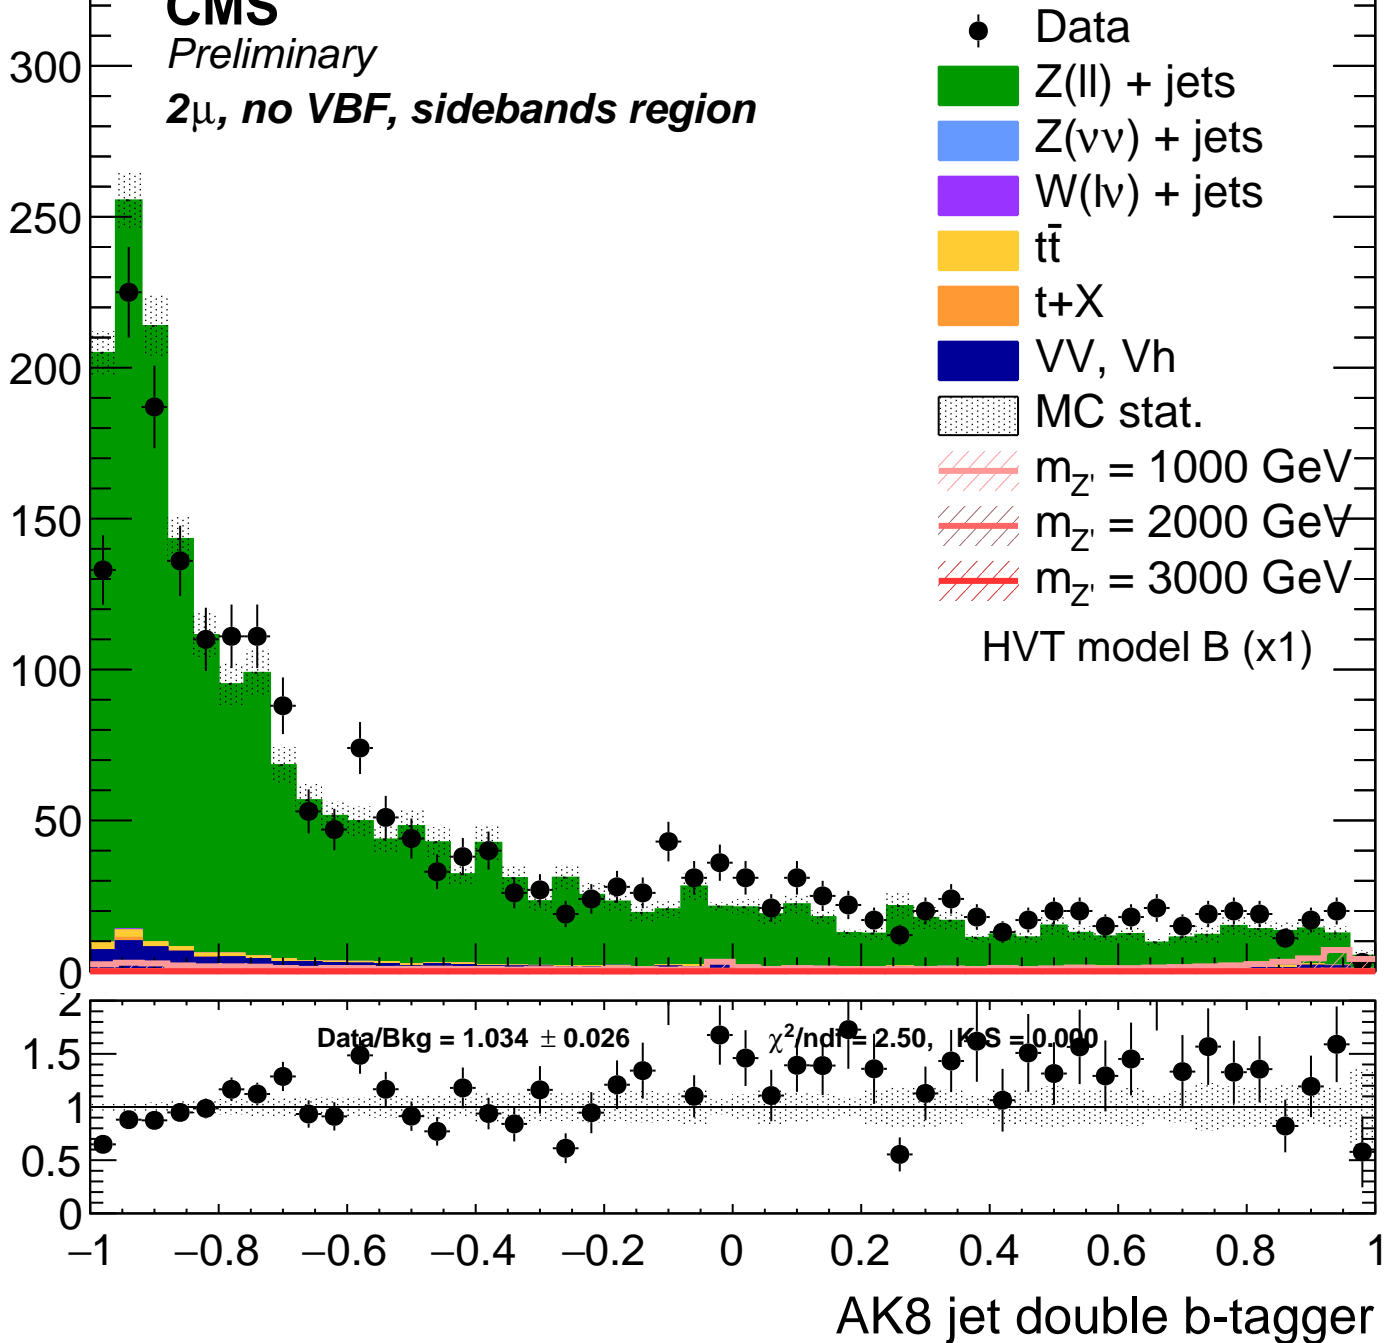 CMS
Preliminary
2μ, no VBF, sidebands region
Data
Z(ll) + jets
Z(νν) + jets
W(lν) + jets
tt̄
t+X
VV, Vh
MC stat.
m_Z' = 1000 GeV
m_Z' = 2000 GeV
m_Z' = 3000 GeV
HVT model B (x1)
300
250
200
150
100
50
0
Data/Bkg = 1.034 ± 0.026 χ²/ndf = 2.50, K-S = 0.000
2
1.5
1
0.5
0
−1 −0.8 −0.6 −0.4 −0.2 0 0.2 0.4 0.6 0.8 1
AK8 jet double b-tagger